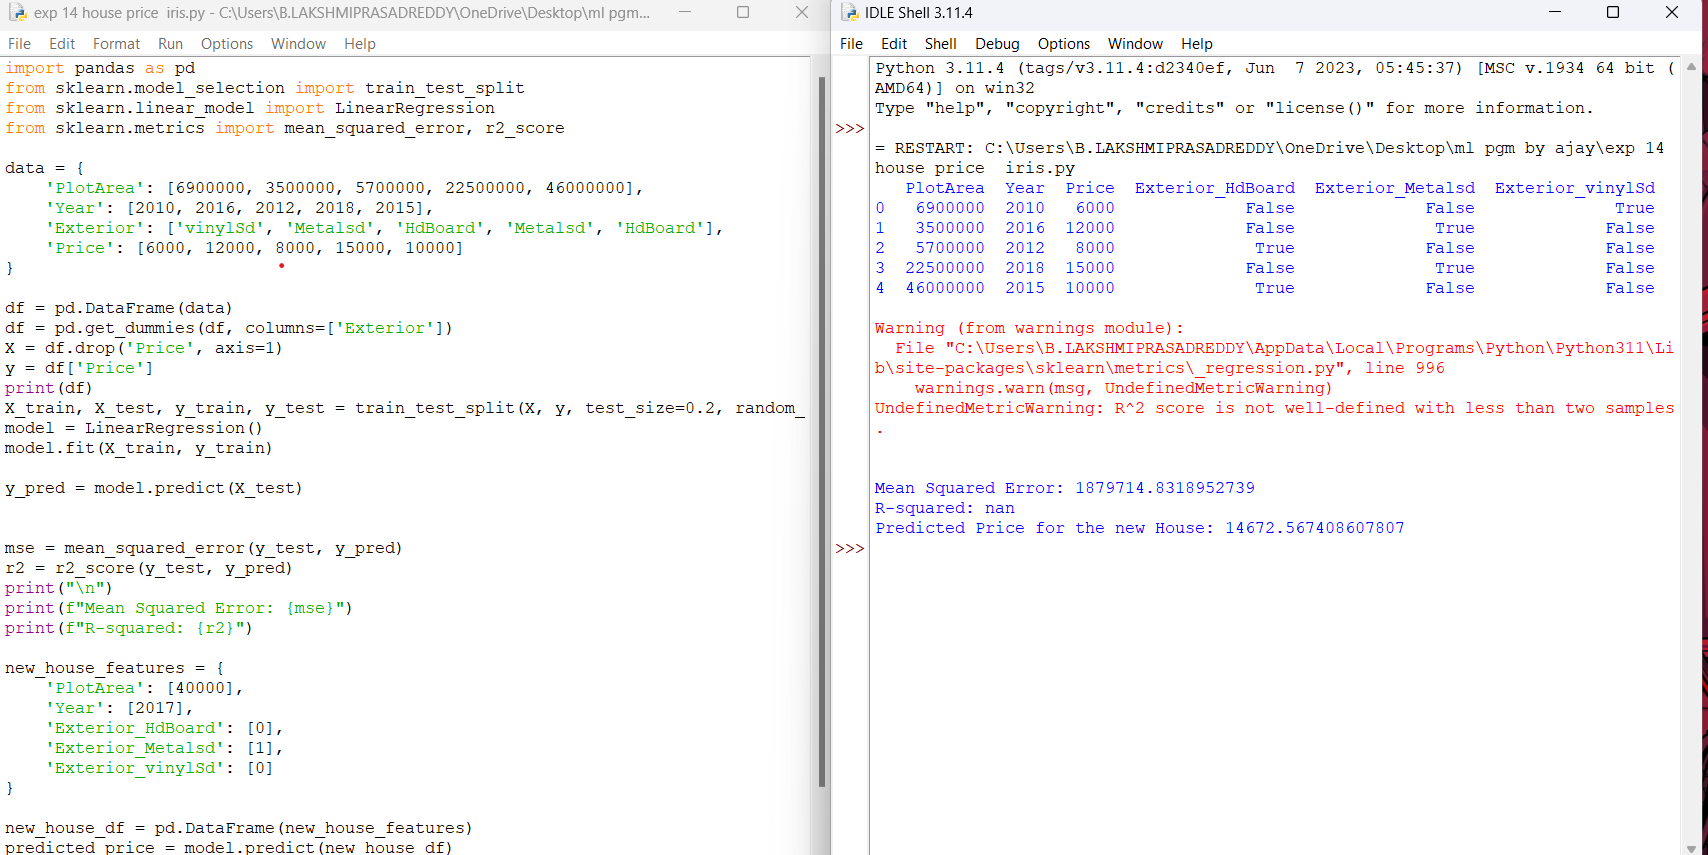 exp 14 house price  iris.py - C:\Users\B.LAKSHMIPRASADREDDY\OneDrive\Desktop\ml pgm...
File Edit Format Run Options Window Help
import pandas as pd
from sklearn.model_selection import train_test_split
from sklearn.linear_model import LinearRegression
from sklearn.metrics import mean_squared_error, r2_score

data = {
    'PlotArea': [6900000, 3500000, 5700000, 22500000, 46000000],
    'Year': [2010, 2016, 2012, 2018, 2015],
    'Exterior': ['vinylSd', 'Metalsd', 'HdBoard', 'Metalsd', 'HdBoard'],
    'Price': [6000, 12000, 8000, 15000, 10000]
}

df = pd.DataFrame(data)
df = pd.get_dummies(df, columns=['Exterior'])
X = df.drop('Price', axis=1)
y = df['Price']
print(df)
X_train, X_test, y_train, y_test = train_test_split(X, y, test_size=0.2, random_
model = LinearRegression()
model.fit(X_train, y_train)

y_pred = model.predict(X_test)


mse = mean_squared_error(y_test, y_pred)
r2 = r2_score(y_test, y_pred)
print("\n")
print(f"Mean Squared Error: {mse}")
print(f"R-squared: {r2}")

new_house_features = {
    'PlotArea': [40000],
    'Year': [2017],
    'Exterior_HdBoard': [0],
    'Exterior_Metalsd': [1],
    'Exterior_vinylSd': [0]
}

new_house_df = pd.DataFrame(new_house_features)
predicted_price = model.predict(new_house_df)
IDLE Shell 3.11.4
File Edit Shell Debug Options Window Help
Python 3.11.4 (tags/v3.11.4:d2340ef, Jun  7 2023, 05:45:37) [MSC v.1934 64 bit (
AMD64)] on win32
Type "help", "copyright", "credits" or "license()" for more information.
>>>
= RESTART: C:\Users\B.LAKSHMIPRASADREDDY\OneDrive\Desktop\ml pgm by ajay\exp 14
house price  iris.py
   PlotArea  Year  Price  Exterior_HdBoard  Exterior_Metalsd  Exterior_vinylSd
0   6900000  2010   6000             False             False              True
1   3500000  2016  12000             False              True             False
2   5700000  2012   8000              True             False             False
3  22500000  2018  15000             False              True             False
4  46000000  2015  10000              True             False             False

Warning (from warnings module):
  File "C:\Users\B.LAKSHMIPRASADREDDY\AppData\Local\Programs\Python\Python311\Li
b\site-packages\sklearn\metrics\_regression.py", line 996
    warnings.warn(msg, UndefinedMetricWarning)
UndefinedMetricWarning: R^2 score is not well-defined with less than two samples
.


Mean Squared Error: 1879714.8318952739
R-squared: nan
Predicted Price for the new House: 14672.567408607807
>>>